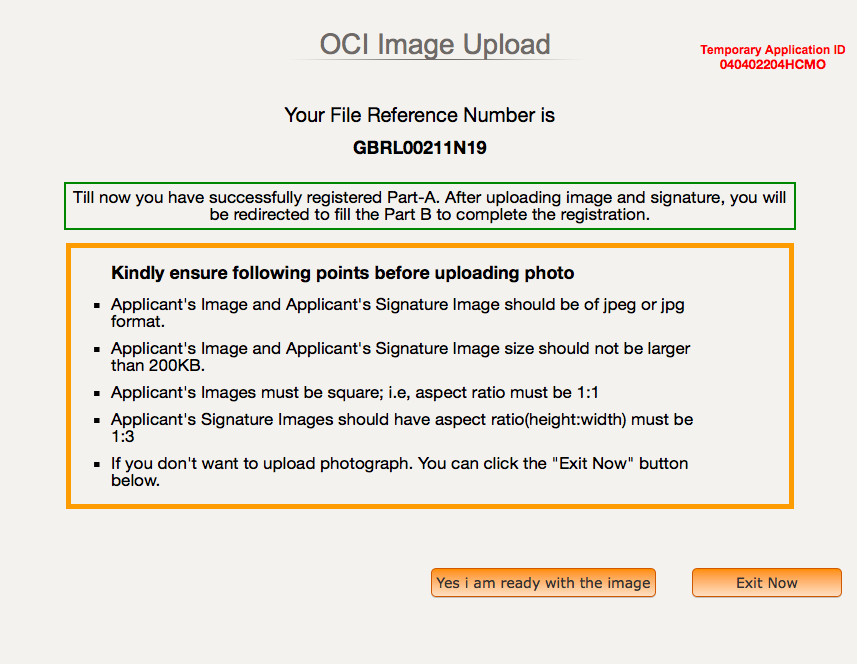 OCI Image Upload
Temporary Application ID
040402204HCMO
Your File Reference Number is
GBRL00211N19
Till now you have successfully registered Part-A. After uploading image and signature, you will
be redirected to fill the Part B to complete the registration.
Kindly ensure following points before uploading photo
Applicant's Image and Applicant's Signature Image should be of jpeg or jpg
format.
Applicant's Image and Applicant's Signature Image size should not be larger
than 200KB.
Applicant's Images must be square; i.e, aspect ratio must be 1:1
Applicant's Signature Images should have aspect ratio(height:width) must be
1:3
If you don't want to upload photograph. You can click the "Exit Now" button
below.
Yes i am ready with the image
Exit Now